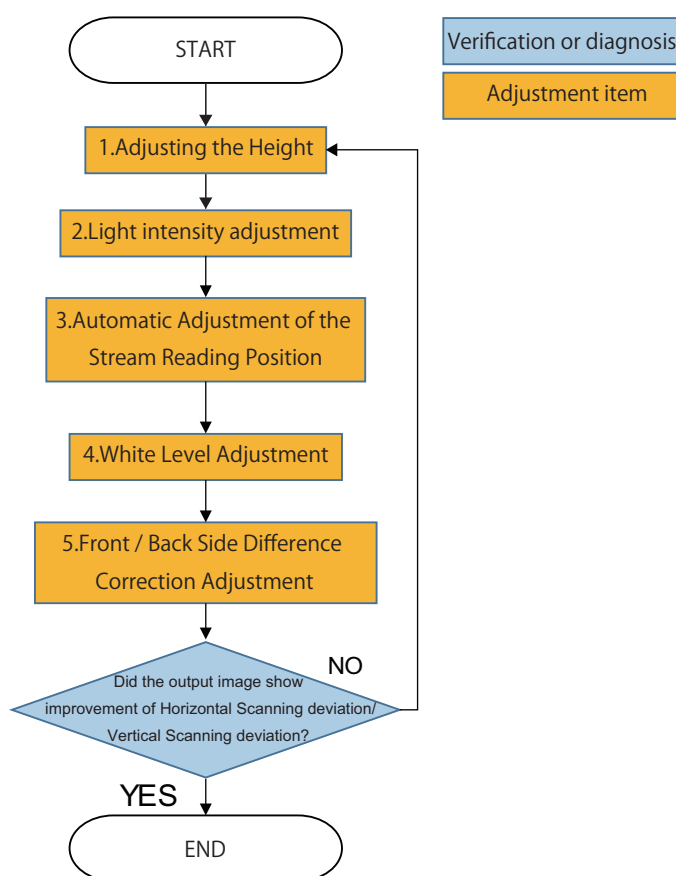 START
Verification or diagnosis
Adjustment item
1.Adjusting the Height
2.Light intensity adjustment
3.Automatic Adjustment of the
Stream Reading Position
4.White Level Adjustment
5.Front / Back Side Difference
Correction Adjustment
NO
Did the output image show
improvement of Horizontal Scanning deviation/
Vertical Scanning deviation?
YES
END